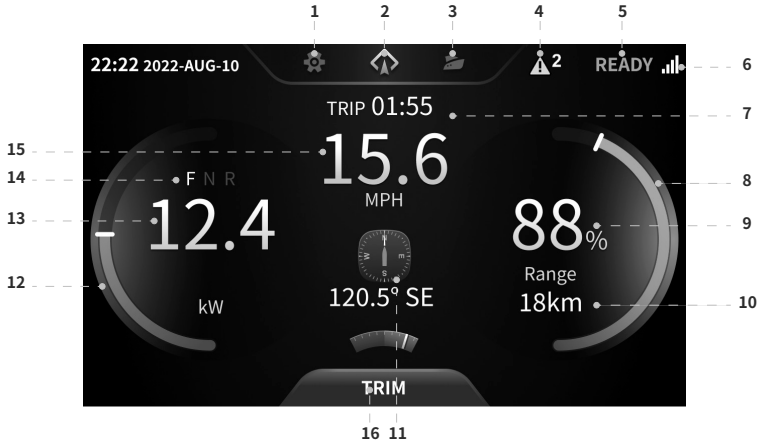 1 2 3 4 5
22:22 2022-AUG-10 2 READY 6
TRIP 01:55 7
15 15.6
14 F N R 8
MPH
13 12.4 88% 9
N
W E
S
Range
12 kW 120.5° SE 18km 10
TRIM
16 11